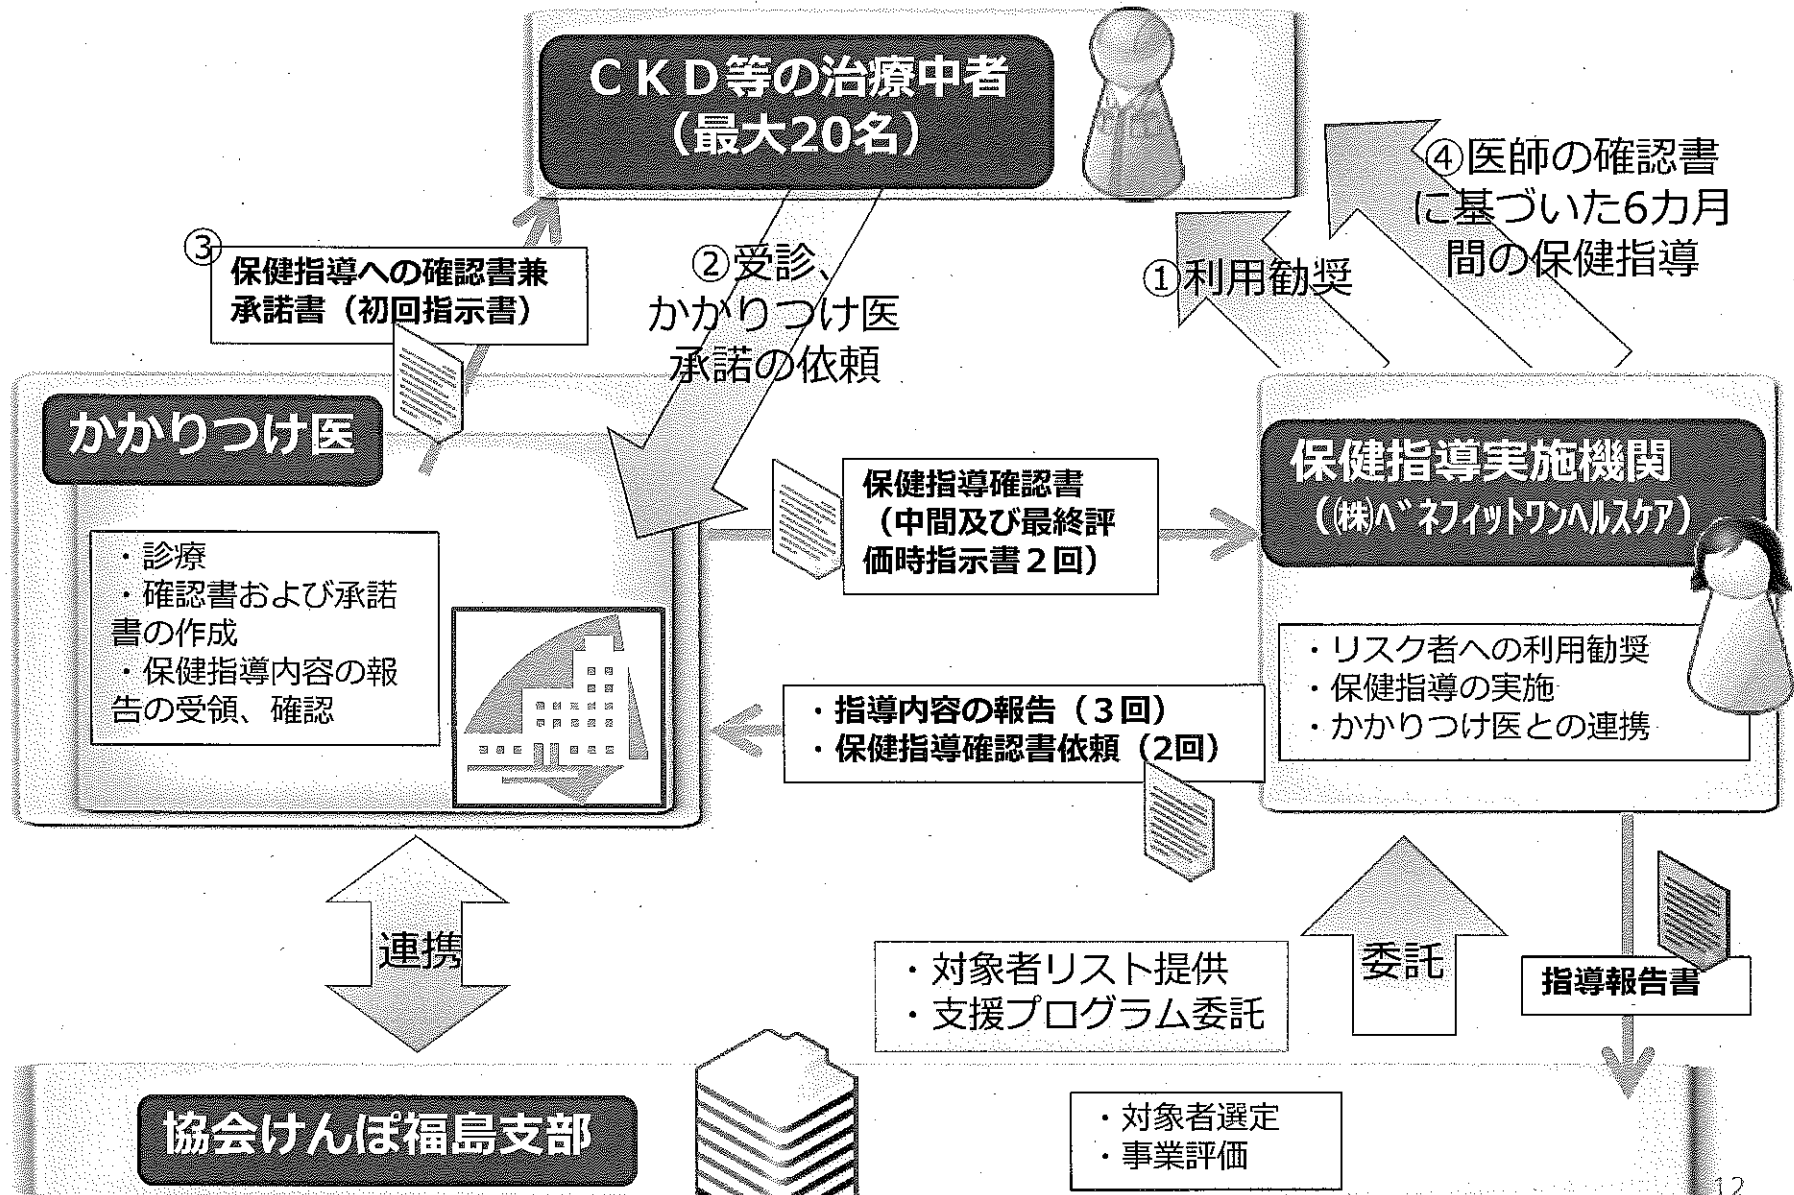 ＣＫＤ等の治療中者
（最大20名）
④医師の確認書
に基づいた6カ月
間の保健指導
③
保健指導への確認書兼
承諾書（初回指示書）
②受診、
かかりつけ医
承諾の依頼
①利用勧奨
かかりつけ医
・診療
・確認書および承諾
書の作成
・保健指導内容の報
告の受領、確認
保健指導確認書
（中間及び最終評
価時指示書２回）
保健指導実施機関
（㈱ﾍﾞﾈﾌｨｯﾄﾜﾝﾍﾙｽｹｱ）
・リスク者への利用勧奨
・保健指導の実施
・かかりつけ医との連携
・指導内容の報告（３回）
・保健指導確認書依頼（2回）
連携
・対象者リスト提供
・支援プログラム委託
委託
指導報告書
協会けんぽ福島支部
・対象者選定
・事業評価
12